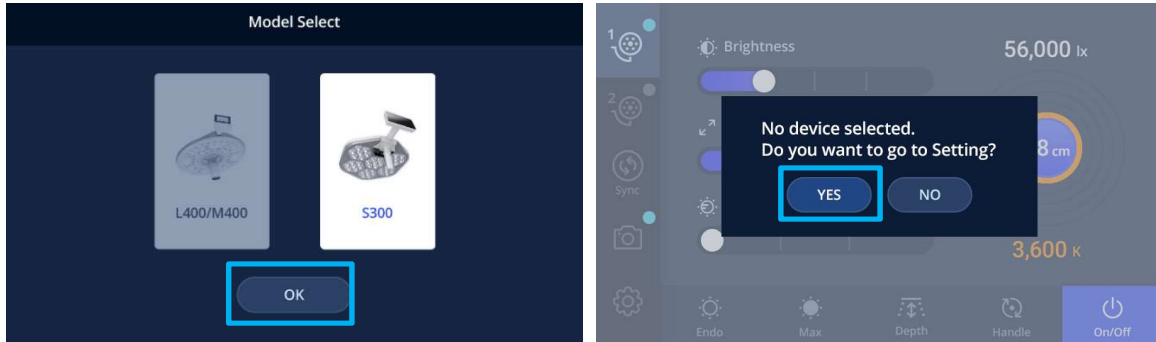 Model Select
L400/M400
S300
OK
1
Brightness
56,000 lx
2
No device selected.
Do you want to go to Setting?
8 cm
YES
NO
Sync
3,600 K
Endo
Max
Depth
Handle
On/Off